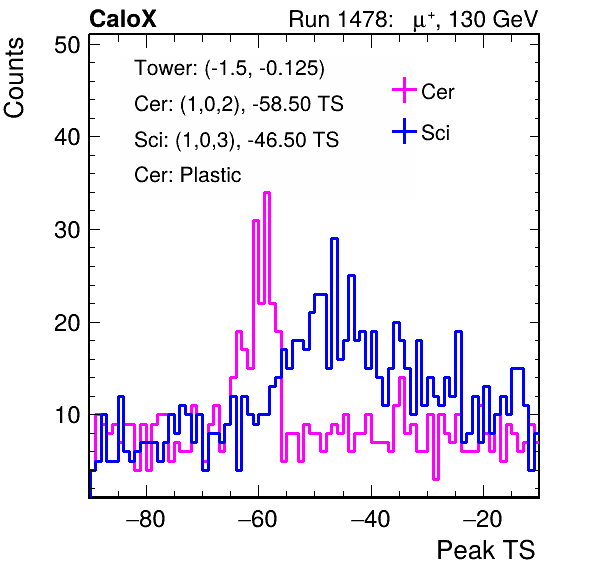 CaloX Run 1478: μ⁺, 130 GeV
Counts
50
40
30
20
10
Tower: (-1.5, -0.125)
Cer: (1,0,2), -58.50 TS
Sci: (1,0,3), -46.50 TS
Cer: Plastic
Cer
Sci
−80 −60 −40 −20
Peak TS